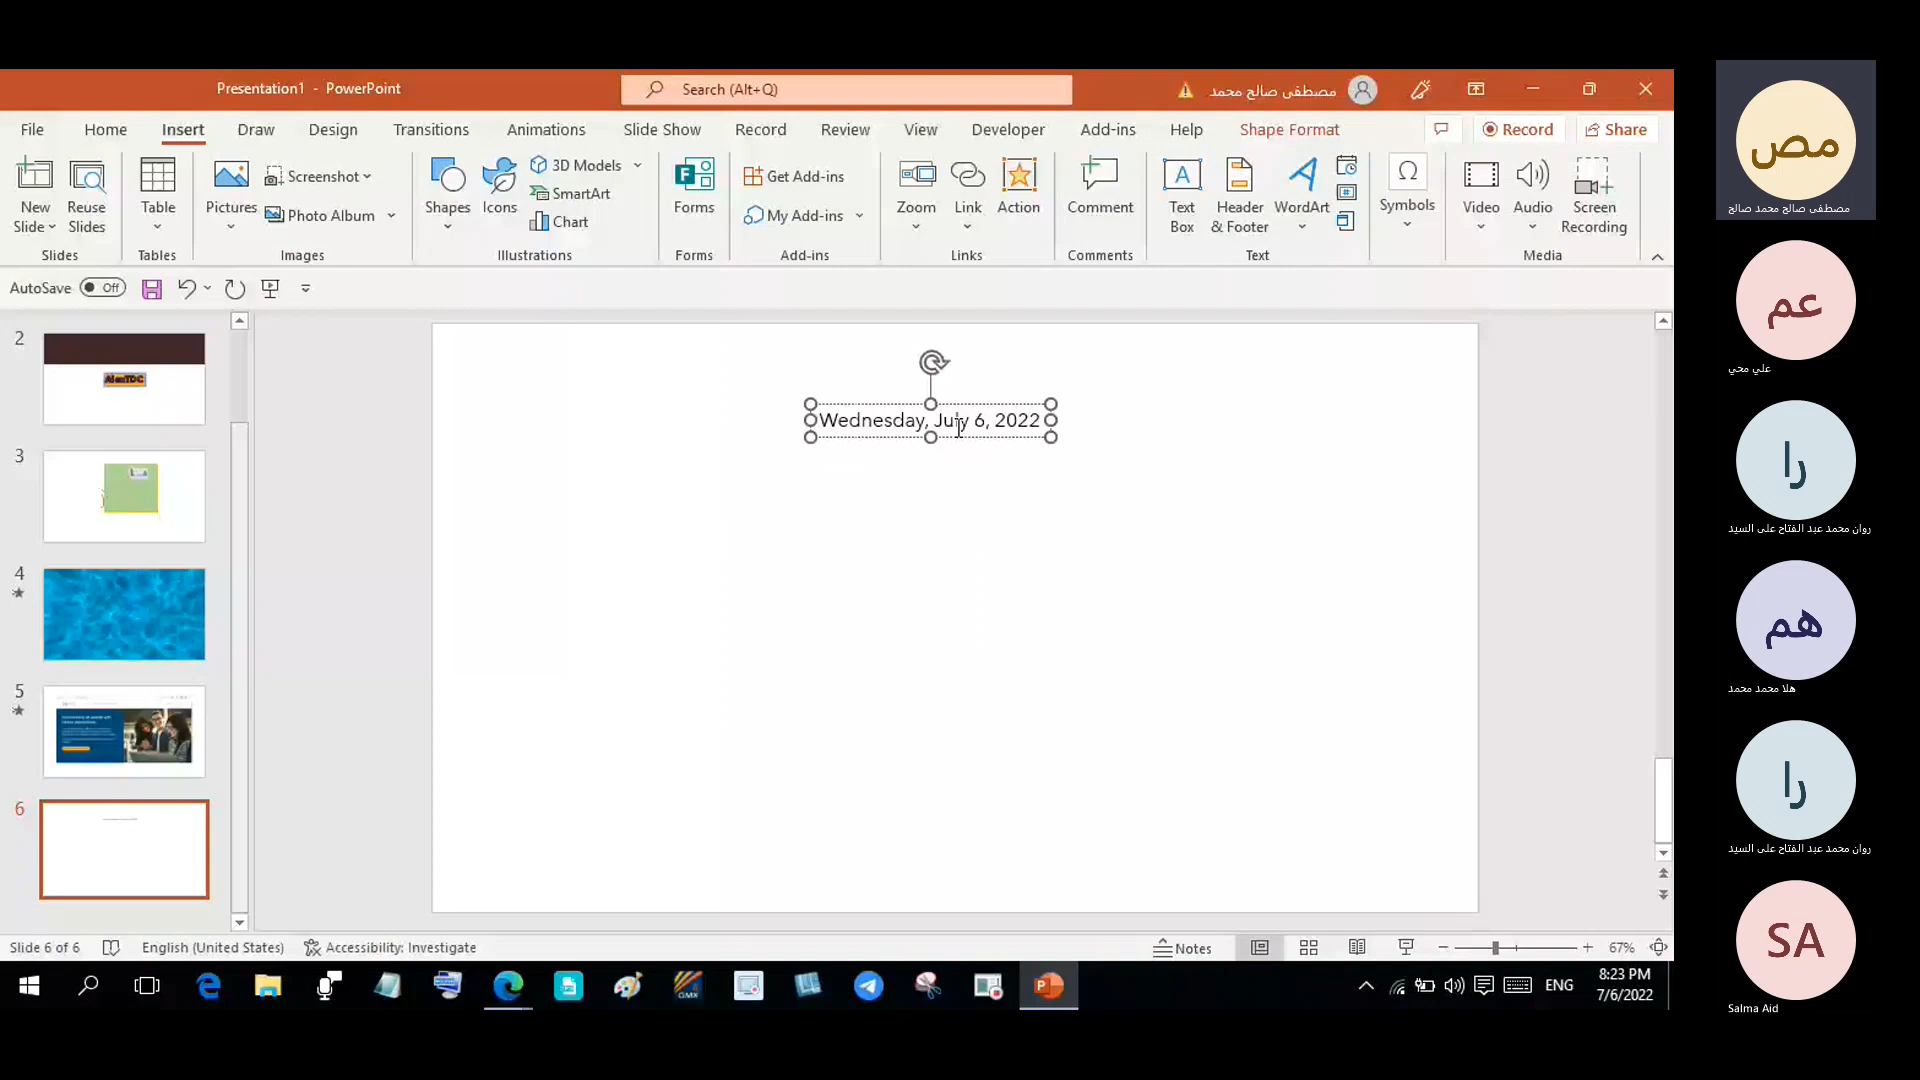 Presentation1 - PowerPoint
Search (Alt+Q)
مصطفى صالح محمد
File Home Insert Draw Design Transitions Animations Slide Show Record Review View Developer Add-ins Help Shape Format
Record
Share
New Slide
Reuse Slides
Slides
Table
Tables
Pictures
Screenshot
Photo Album
Images
Shapes
Icons
3D Models
SmartArt
Chart
Illustrations
Forms
Forms
Get Add-ins
My Add-ins
Add-ins
Zoom
Link
Action
Links
Comment
Comments
Text Box
Header & Footer
WordArt
Text
Symbols
Video
Audio
Screen Recording
Media
AutoSave Off
2
AlexTDC
3
4
5
6
Wednesday, July 6, 2022
Slide 6 of 6
English (United States)
Accessibility: Investigate
Notes
67%
ENG
8:23 PM
7/6/2022
مص
مصطفى صالح محمد صالح
عم
علي محي
را
روان محمد عبد الفتاح على السيد
هم
هلا محمد محمد
را
روان محمد عبد الفتاح على السيد
SA
Salma Aid